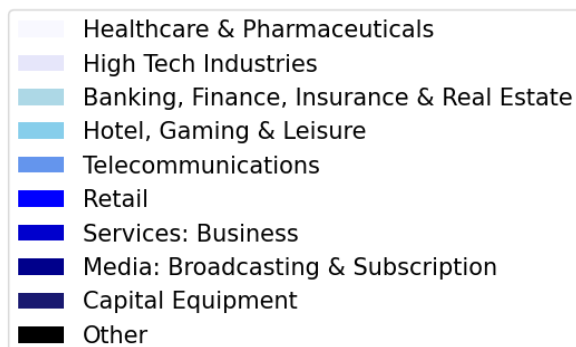 Healthcare & Pharmaceuticals
High Tech Industries
Banking, Finance, Insurance & Real Estate
Hotel, Gaming & Leisure
Telecommunications
Retail
Services: Business
Media: Broadcasting & Subscription
Capital Equipment
Other